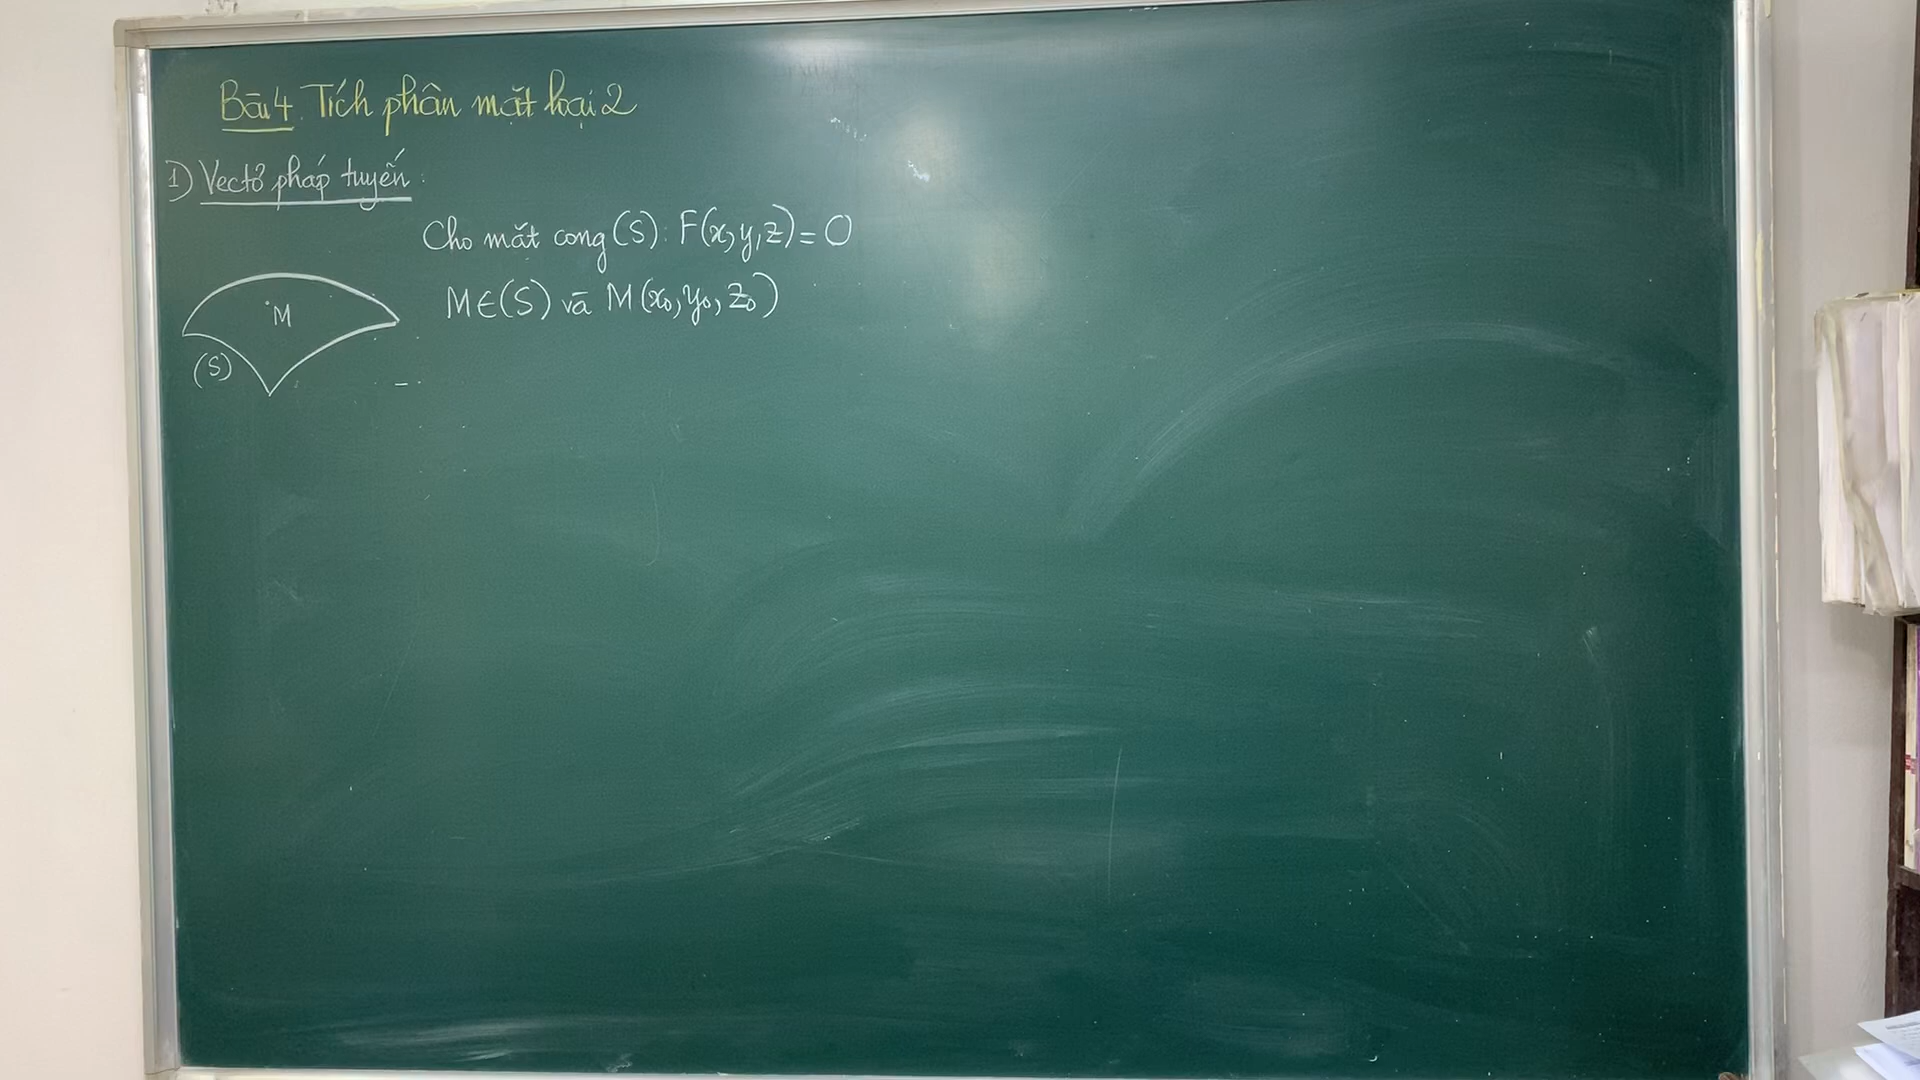 Bài 4. Tích phân mặt loại 2
1) Vectơ pháp tuyến:
Cho mặt cong (S): F(x,y,z)=0
M∈(S) và M(x₀,y₀,z₀)
M
(S)